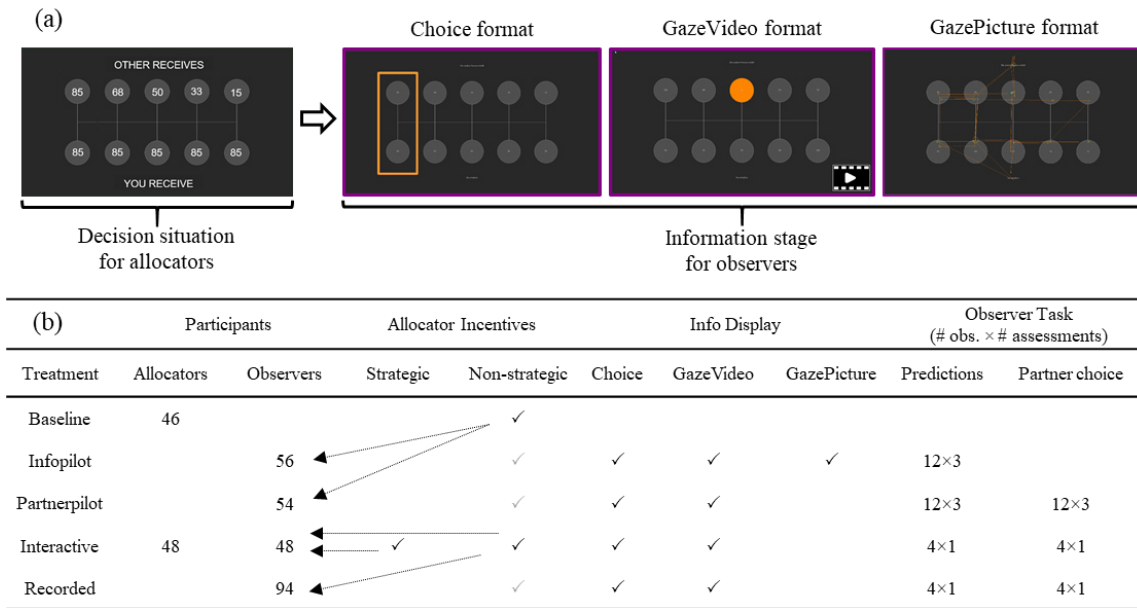 (a)
Choice format GazeVideo format GazePicture format
OTHER RECEIVES
85 68 50 33 15
85 85 85 85 85
YOU RECEIVE
Decision situation
for allocators
Information stage
for observers
(b) Participants Allocator Incentives Info Display Observer Task
(# obs. × # assessments)
Treatment Allocators Observers Strategic Non-strategic Choice GazeVideo GazePicture Predictions Partner choice
Baseline 46 ✓
Infopilot 56 ✓ ✓ ✓ ✓ 12×3
Partnerpilot 54 ✓ ✓ ✓ 12×3 12×3
Interactive 48 48 ✓ ✓ ✓ ✓ 4×1 4×1
Recorded 94 ✓ ✓ ✓ 4×1 4×1